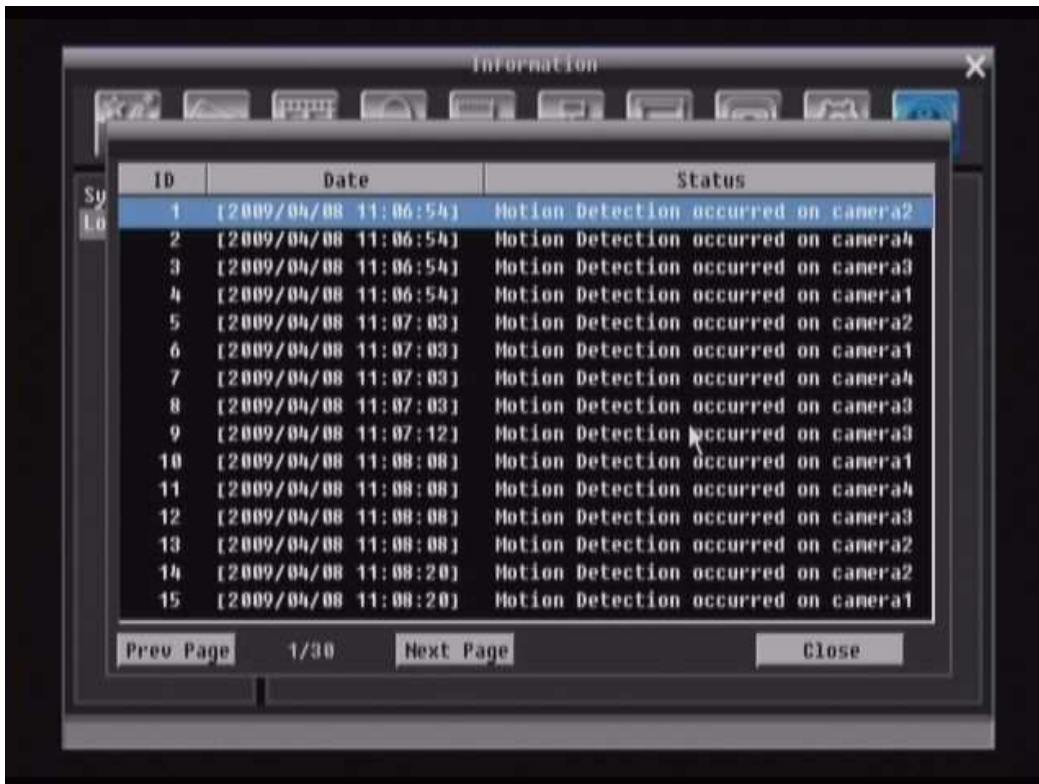 Information
Sy
Lo
ID Date Status
1 [2009/04/08 11:06:54] Motion Detection occurred on camera2
2 [2009/04/08 11:06:54] Motion Detection occurred on camera4
3 [2009/04/08 11:06:54] Motion Detection occurred on camera3
4 [2009/04/08 11:06:54] Motion Detection occurred on camera1
5 [2009/04/08 11:07:03] Motion Detection occurred on camera2
6 [2009/04/08 11:07:03] Motion Detection occurred on camera1
7 [2009/04/08 11:07:03] Motion Detection occurred on camera4
8 [2009/04/08 11:07:03] Motion Detection occurred on camera3
9 [2009/04/08 11:07:12] Motion Detection occurred on camera3
10 [2009/04/08 11:08:08] Motion Detection occurred on camera1
11 [2009/04/08 11:08:08] Motion Detection occurred on camera4
12 [2009/04/08 11:08:08] Motion Detection occurred on camera3
13 [2009/04/08 11:08:08] Motion Detection occurred on camera2
14 [2009/04/08 11:08:20] Motion Detection occurred on camera2
15 [2009/04/08 11:08:20] Motion Detection occurred on camera1
Prev Page 1/30 Next Page Close